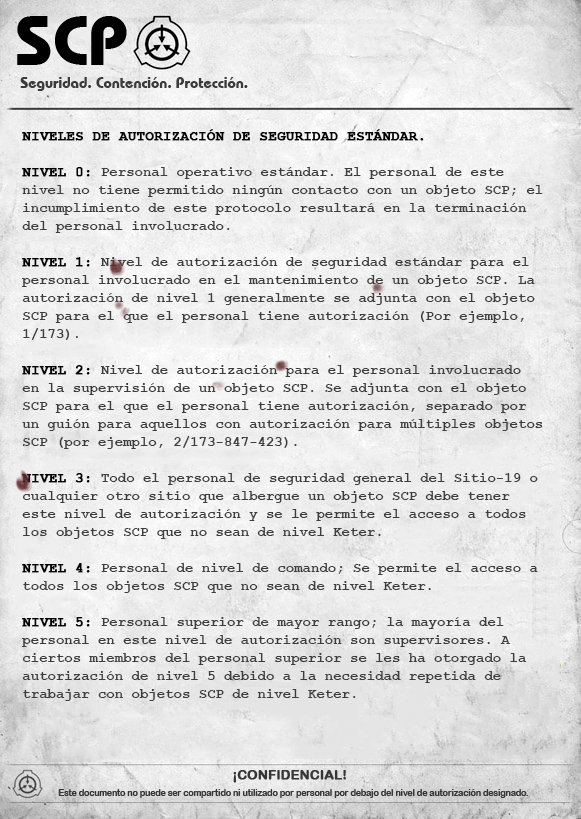 SCP
Seguridad. Contención. Protección.
NIVELES DE AUTORIZACIÓN DE SEGURIDAD ESTÁNDAR.
NIVEL 0: Personal operativo estándar. El personal de este
nivel no tiene permitido ningún contacto con un objeto SCP; el
incumplimiento de este protocolo resultará en la terminación
del personal involucrado.
NIVEL 1: Nivel de autorización de seguridad estándar para el
personal involucrado en el mantenimiento de un objeto SCP. La
autorización de nivel 1 generalmente se adjunta con el objeto
SCP para el que el personal tiene autorización (Por ejemplo,
1/173).
NIVEL 2: Nivel de autorización para el personal involucrado
en la supervisión de un objeto SCP. Se adjunta con el objeto
SCP para el que el personal tiene autorización, separado por
un guión para aquellos con autorización para múltiples objetos
SCP (por ejemplo, 2/173-847-423).
NIVEL 3: Todo el personal de seguridad general del Sitio-19 o
cualquier otro sitio que albergue un objeto SCP debe tener
este nivel de autorización y se le permite el acceso a todos
los objetos SCP que no sean de nivel Keter.
NIVEL 4: Personal de nivel de comando; Se permite el acceso a
todos los objetos SCP que no sean de nivel Keter.
NIVEL 5: Personal superior de mayor rango; la mayoría del
personal en este nivel de autorización son supervisores. A
ciertos miembros del personal superior se les ha otorgado la
autorización de nivel 5 debido a la necesidad repetida de
trabajar con objetos SCP de nivel Keter.
¡CONFIDENCIAL!
Este documento no puede ser compartido ni utilizado por personal por debajo del nivel de autorización designado.